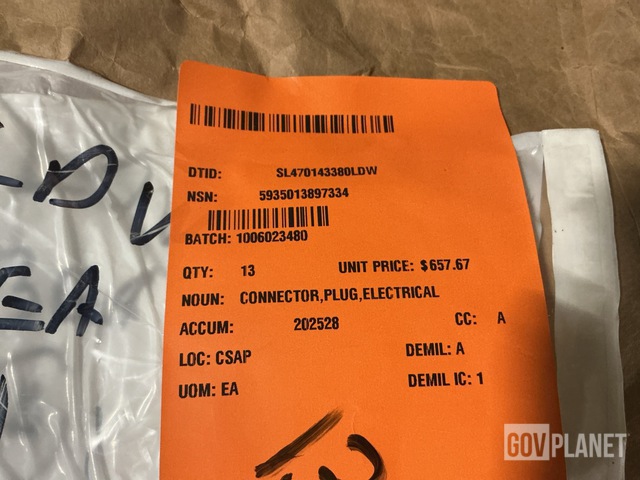 DTID: SL470143380LDW
NSN: 5935013897334
BATCH: 1006023480
QTY: 13 UNIT PRICE: $657.67
NOUN: CONNECTOR,PLUG,ELECTRICAL
ACCUM: 202528 CC: A
LOC: CSAP DEMIL: A
UOM: EA DEMIL IC: 1
EA
GOVPLANET